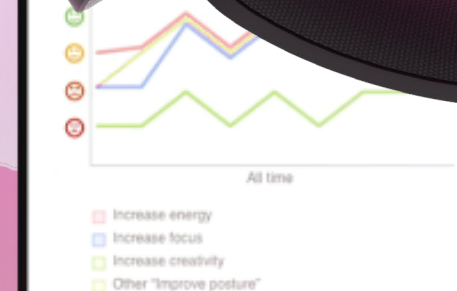 All time
Increase energy
Increase focus
Increase creativity
Other "Improve posture"